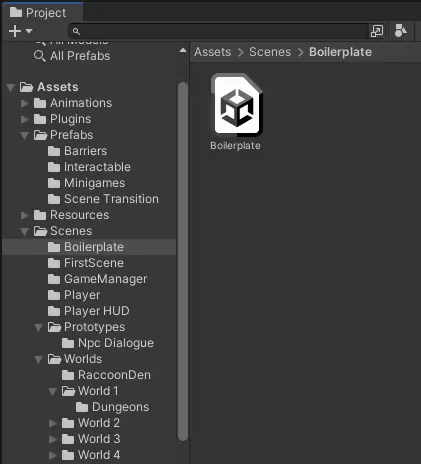 Project
All Models
All Prefabs
Assets
Animations
Plugins
Prefabs
Barriers
Interactable
Minigames
Scene Transition
Resources
Scenes
Boilerplate
FirstScene
GameManager
Player
Player HUD
Prototypes
Npc Dialogue
Worlds
RaccoonDen
World 1
Dungeons
World 2
World 3
World 4
Assets > Scenes > Boilerplate
Boilerplate